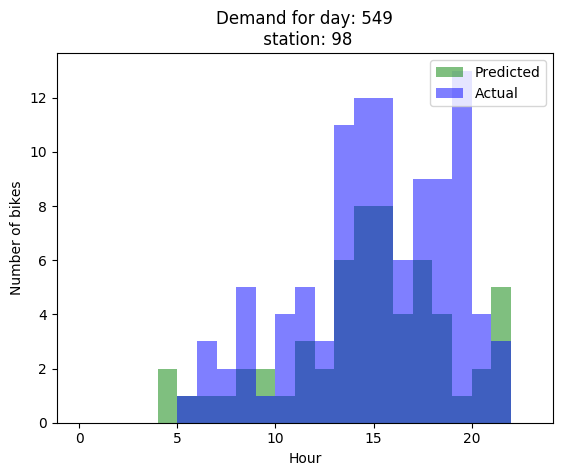 Demand for day: 549
station: 98
Predicted
Actual
12
10
8
6
4
2
0
Number of bikes
0 5 10 15 20
Hour